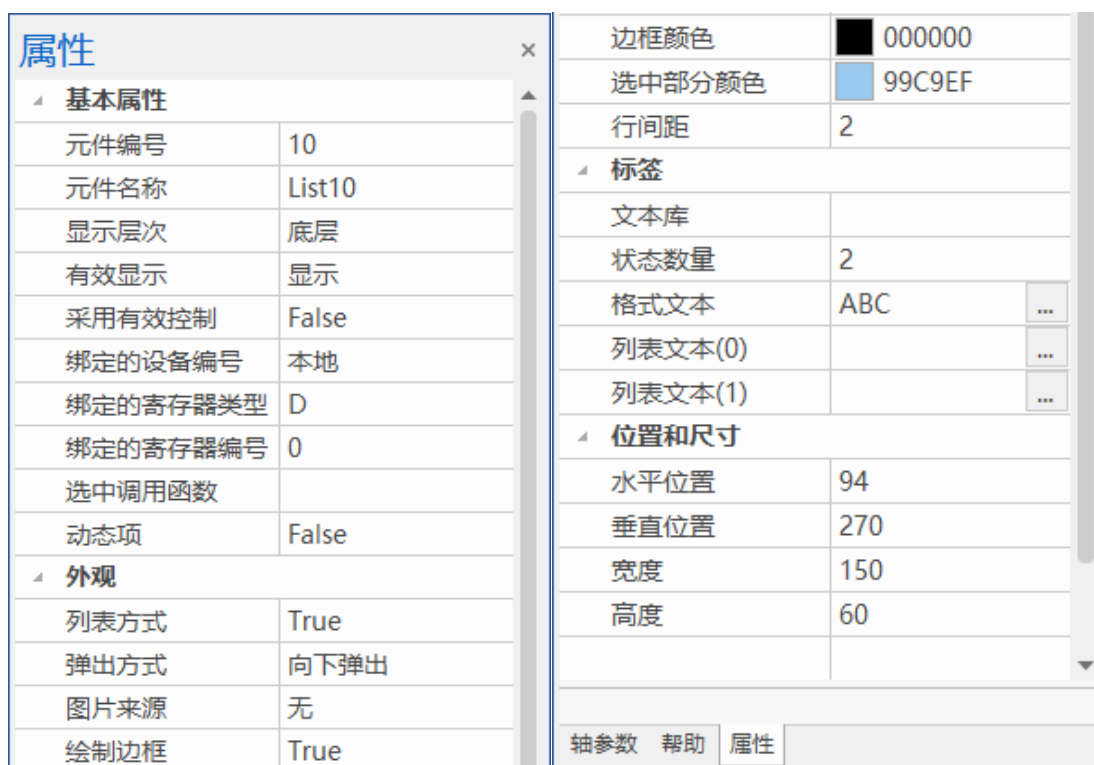 属性 ×
基本属性
元件编号 10
元件名称 List10
显示层次 底层
有效显示 显示
采用有效控制 False
绑定的设备编号 本地
绑定的寄存器类型 D
绑定的寄存器编号 0
选中调用函数
动态项 False
外观
列表方式 True
弹出方式 向下弹出
图片来源 无
绘制边框 True
边框颜色 000000
选中部分颜色 99C9EF
行间距 2
标签
文本库
状态数量 2
格式文本 ABC ...
列表文本(0) ...
列表文本(1) ...
位置和尺寸
水平位置 94
垂直位置 270
宽度 150
高度 60
轴参数 帮助 属性